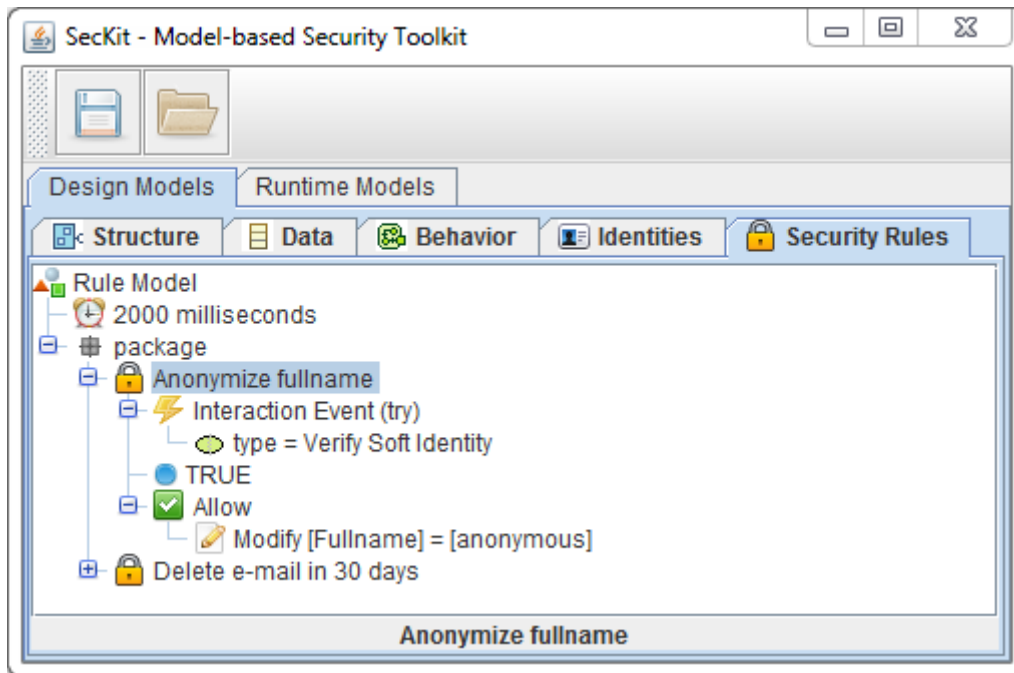 SecKit - Model-based Security Toolkit
Design Models Runtime Models
Structure Data Behavior Identities Security Rules
Rule Model
2000 milliseconds
package
Anonymize fullname
Interaction Event (try)
type = Verify Soft Identity
TRUE
Allow
Modify [Fullname] = [anonymous]
Delete e-mail in 30 days
Anonymize fullname